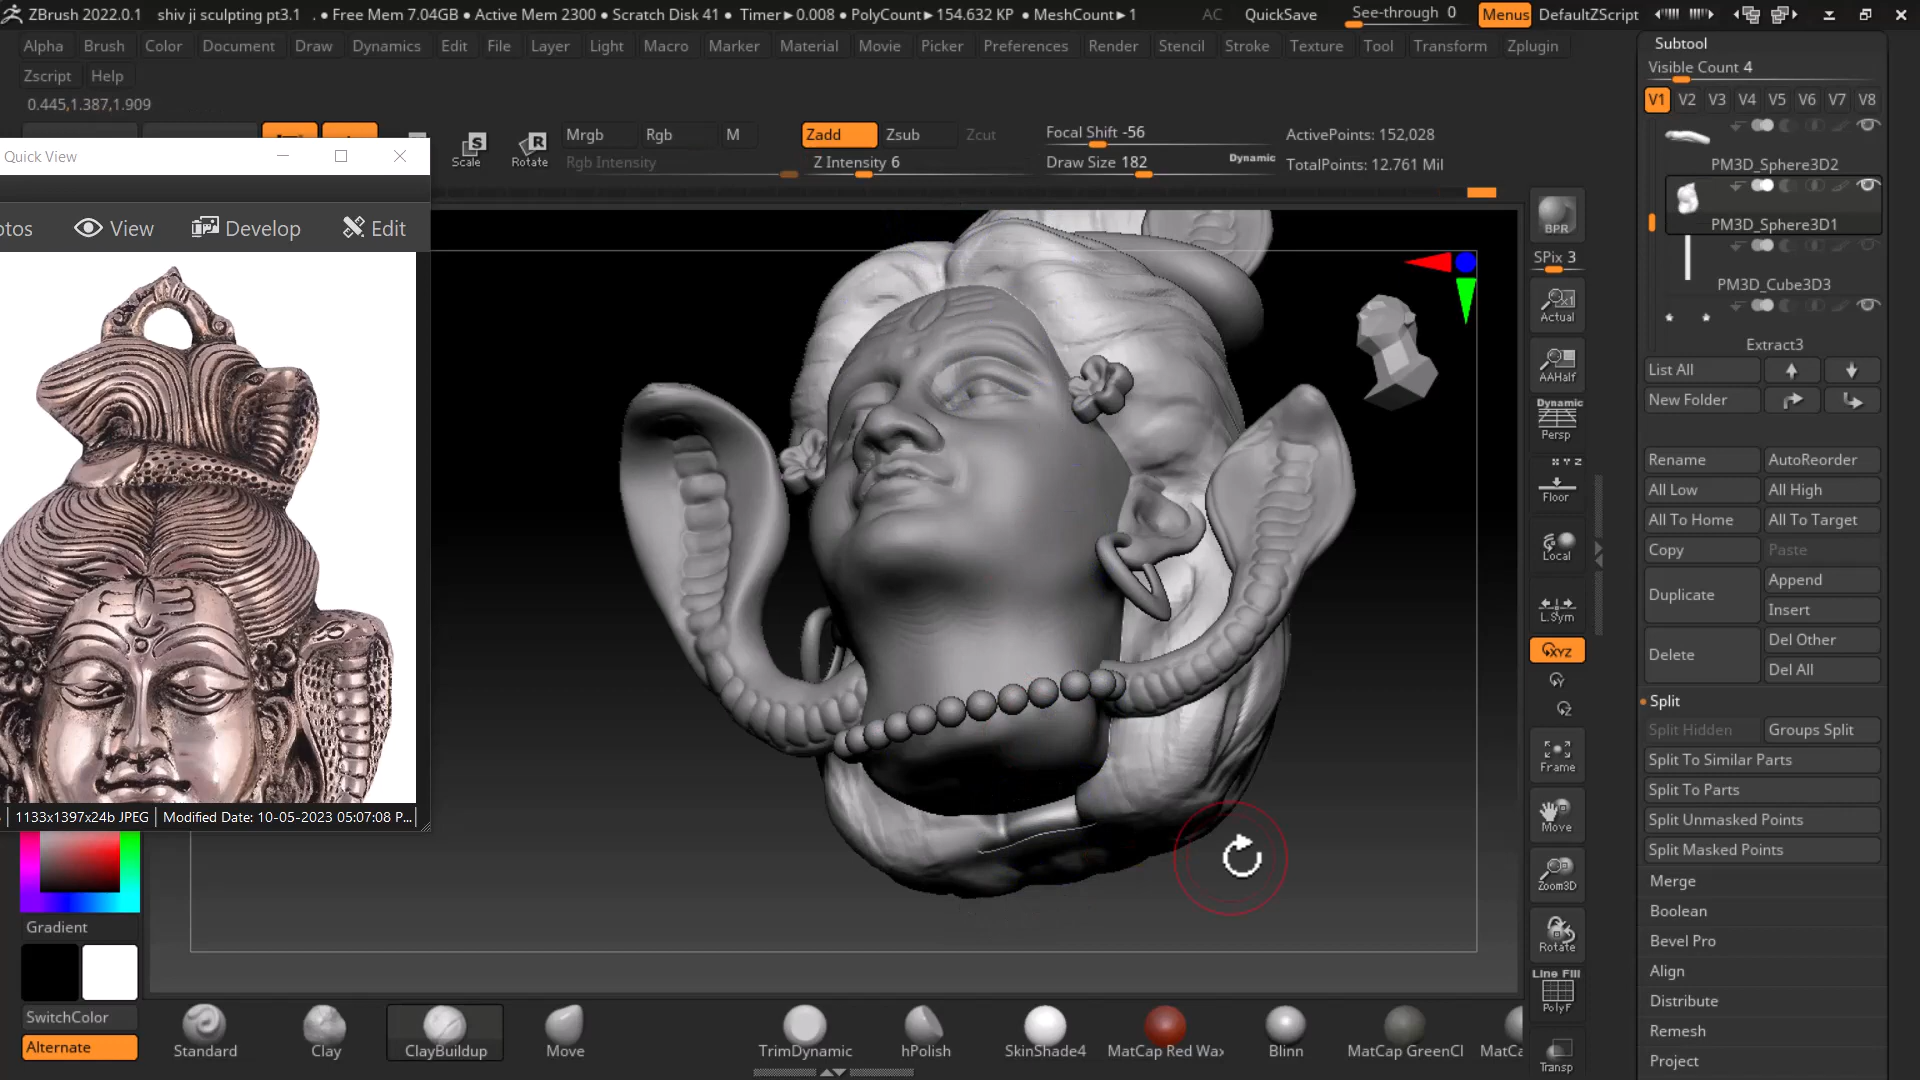 ZBrush 2022.0.1 shiv ji sculpting pt3.1 . • Free Mem 7.04GB • Active Mem 2300 • Scratch Disk 41 • Timer▶0.008 • PolyCount▶154.632 KP • MeshCount▶1 AC QuickSave See-through 0 Menus DefaultZScript
Alpha Brush Color Document Draw Dynamics Edit File Layer Light Macro Marker Material Movie Picker Preferences Render Stencil Stroke Texture Tool Transform Zplugin
Zscript Help
0.445,1.387,1.909
Scale Rotate Mrgb Rgb M Zadd Zsub Zcut Focal Shift -56 ActivePoints: 152,028
Rgb Intensity Z Intensity 6 Draw Size 182 Dynamic TotalPoints: 12.761 Mil
Quick View
otos View Develop Edit
1133x1397x24b JPEG Modified Date: 10-05-2023 05:07:08 P...
Gradient
SwitchColor
Alternate
Standard Clay ClayBuildup Move TrimDynamic hPolish SkinShade4 MatCap Red Wax Blinn MatCap GreenCl MatCa
BPR
SPix 3
Actual
AAHalf
Dynamic
Persp
X Y Z
Floor
Local
L.Sym
XYZ
Y
Z
Frame
Move
Zoom3D
Rotate
Line Fill
PolyF
Transp
Subtool
Visible Count 4
V1 V2 V3 V4 V5 V6 V7 V8
PM3D_Sphere3D2
PM3D_Sphere3D1
PM3D_Cube3D3
Extract3
List All
New Folder
Rename AutoReorder
All Low All High
All To Home All To Target
Copy Paste
Duplicate Append
Insert
Delete Del Other
Del All
Split
Split Hidden Groups Split
Split To Similar Parts
Split To Parts
Split Unmasked Points
Split Masked Points
Merge
Boolean
Bevel Pro
Align
Distribute
Remesh
Project